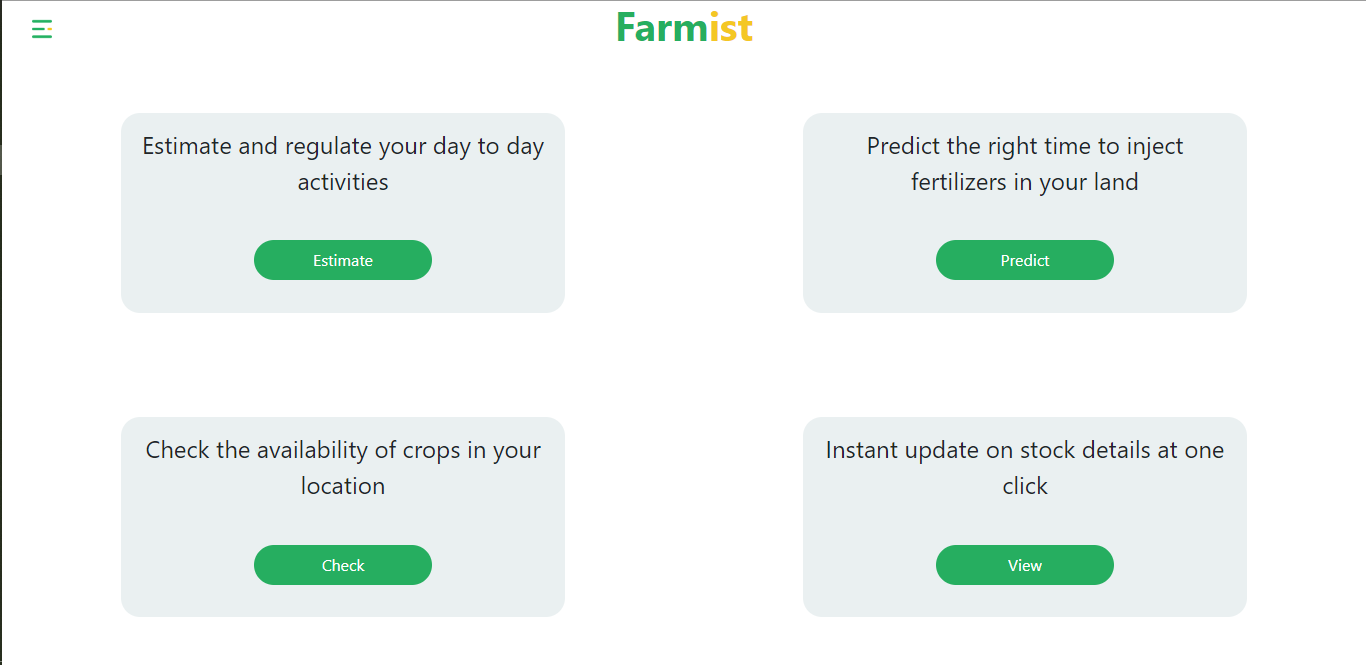 Farmist
Estimate and regulate your day to day
activities
Estimate
Predict the right time to inject
fertilizers in your land
Predict
Check the availability of crops in your
location
Check
Instant update on stock details at one
click
View